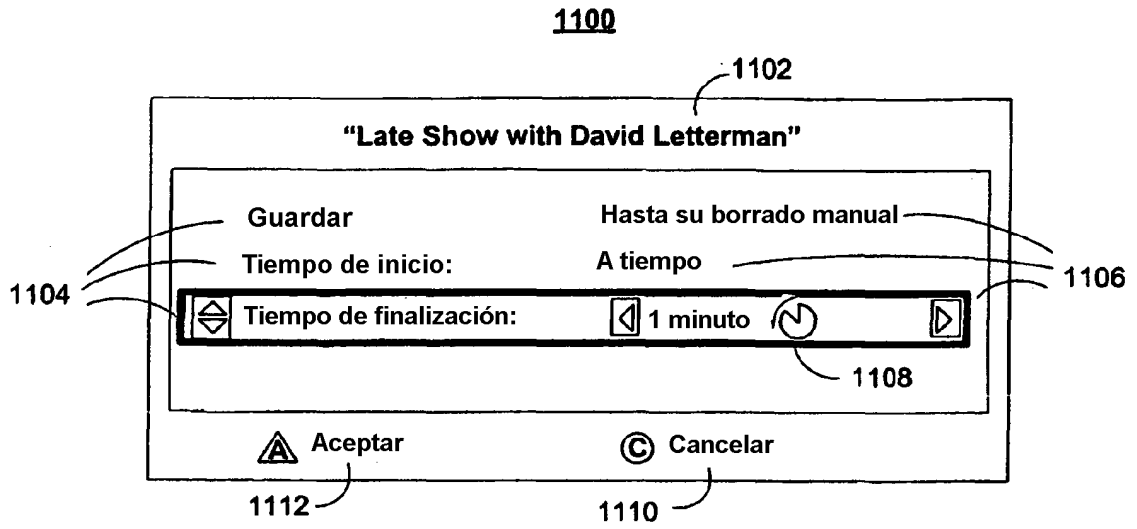 1100
1102
“Late Show with David Letterman”
Guardar Hasta su borrado manual
Tiempo de inicio: A tiempo
1104 1106
Tiempo de finalización: 1 minuto
1108
A Aceptar C Cancelar
1112 1110